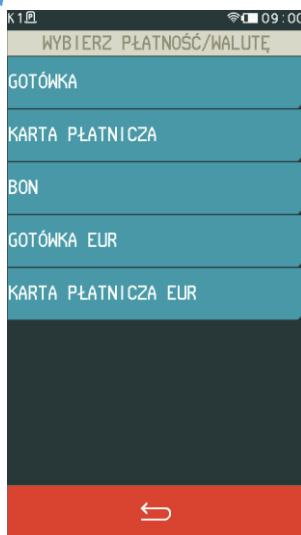 K1 09:00
WYBIERZ PŁATNOŚĆ/WALUTĘ
GOTÓWKA
KARTA PŁATNICZA
BON
GOTÓWKA EUR
KARTA PŁATNICZA EUR